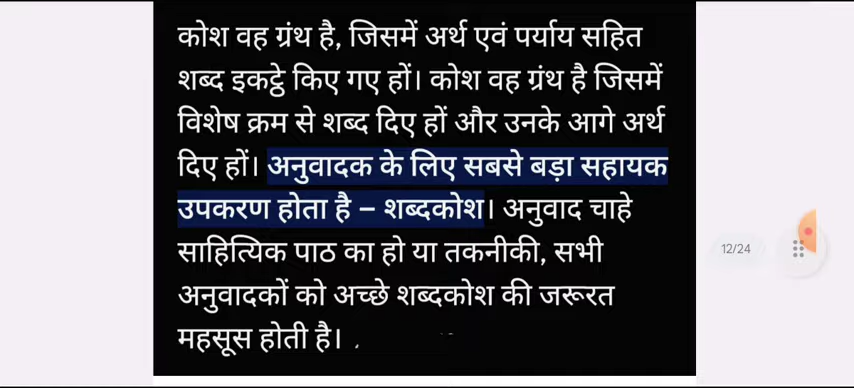 कोश वह ग्रंथ है, जिसमें अर्थ एवं पर्याय सहित
शब्द इकट्ठे किए गए हों। कोश वह ग्रंथ है जिसमें
विशेष क्रम से शब्द दिए हों और उनके आगे अर्थ
दिए हों। अनुवादक के लिए सबसे बड़ा सहायक
उपकरण होता है – शब्दकोश। अनुवाद चाहे
साहित्यिक पाठ का हो या तकनीकी, सभी
अनुवादकों को अच्छे शब्दकोश की जरूरत
महसूस होती है।
12/24